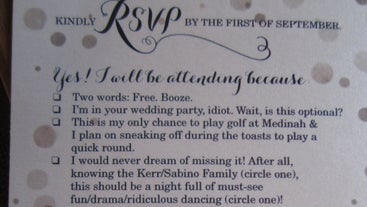 KINDLY RSVP BY THE FIRST OF SEPTEMBER.
Yes! I will be attending because
❏ Two words: Free. Booze.
❏ I'm in your wedding party, idiot. Wait, is this optional?
❏ This is my only chance to play golf at Medinah &
I plan on sneaking off during the toasts to play a
quick round.
❏ I would never dream of missing it! After all,
knowing the Kerr/Sabino Family (circle one),
this should be a night full of must-see
fun/drama/ridiculous dancing (circle one)!